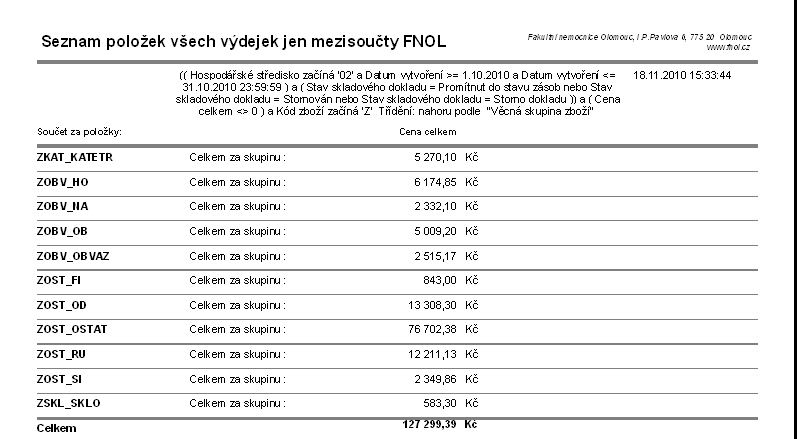 Seznam položek všech výdejek jen mezisoučty FNOL
Fakultní nemocnice Olomouc, I.P.Pavlova 6, 775 20 Olomouc
www.fnol.cz
(( Hospodářské středisko začíná '02' a Datum vytvoření >= 1.10.2010 a Datum vytvoření <= 18.11.2010 15:33:44
31.10.2010 23:59:59 ) a ( Stav skladového dokladu = Promítnut do stavu zásob nebo Stav
skladového dokladu = Stornován nebo Stav skladového dokladu = Storno dokladu )) a ( Cena
celkem <> 0 ) a Kód zboží začíná 'Z' Třídění: nahoru podle "Věcná skupina zboží"
Součet za položky: Cena celkem
ZKAT_KATETR Celkem za skupinu : 5 270,10 Kč
ZOBV_HO Celkem za skupinu : 6 174,85 Kč
ZOBV_NA Celkem za skupinu : 2 332,10 Kč
ZOBV_OB Celkem za skupinu : 5 009,20 Kč
ZOBV_OBVAZ Celkem za skupinu : 2 515,17 Kč
ZOST_FI Celkem za skupinu : 843,00 Kč
ZOST_OD Celkem za skupinu : 13 308,30 Kč
ZOST_OSTAT Celkem za skupinu : 76 702,38 Kč
ZOST_RU Celkem za skupinu : 12 211,13 Kč
ZOST_SI Celkem za skupinu : 2 349,86 Kč
ZSKL_SKLO Celkem za skupinu : 583,30 Kč
Celkem 127 299,39 Kč